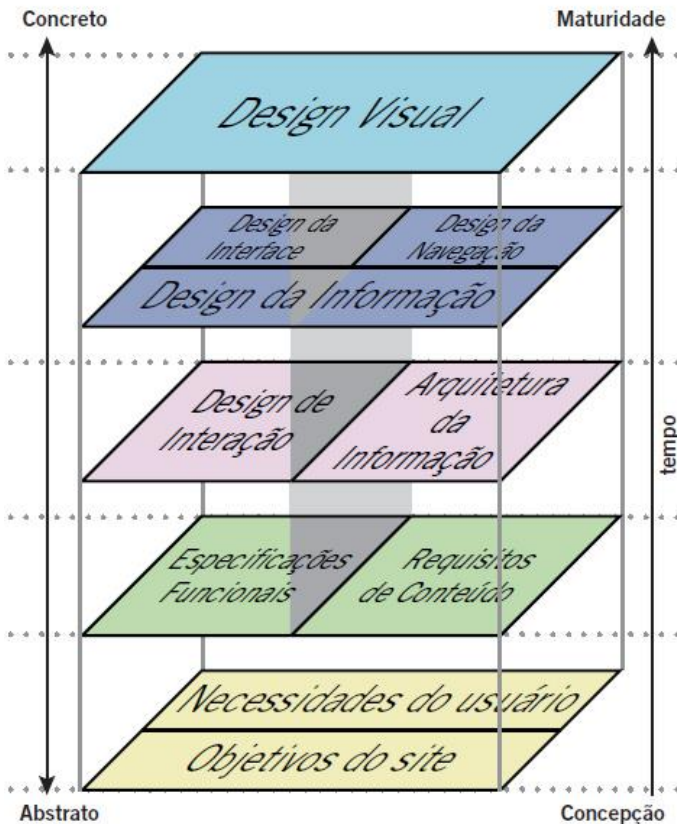 Concreto
Maturidade
Design Visual
Design da
Interface
Design da
Navegação
Design da Informação
Design de
Interação
Arquitetura
da
Informação
tempo
Especificações
Funcionais
Requisitos
de Conteúdo
Necessidades do usuário
Objetivos do site
Abstrato
Concepção